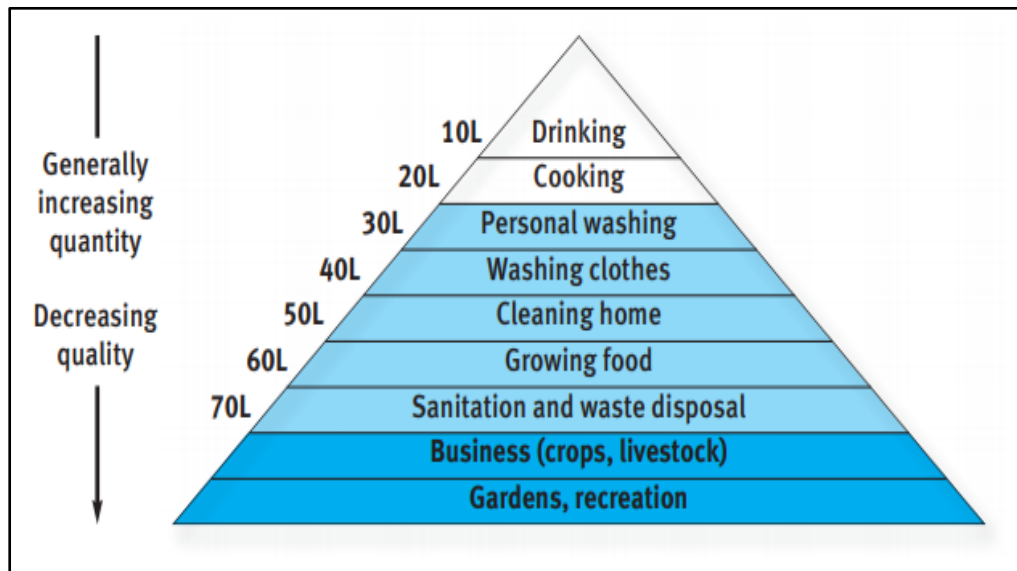 Generally
increasing
quantity
Decreasing
quality
10L Drinking
20L Cooking
30L Personal washing
40L Washing clothes
50L Cleaning home
60L Growing food
70L Sanitation and waste disposal
Business (crops, livestock)
Gardens, recreation